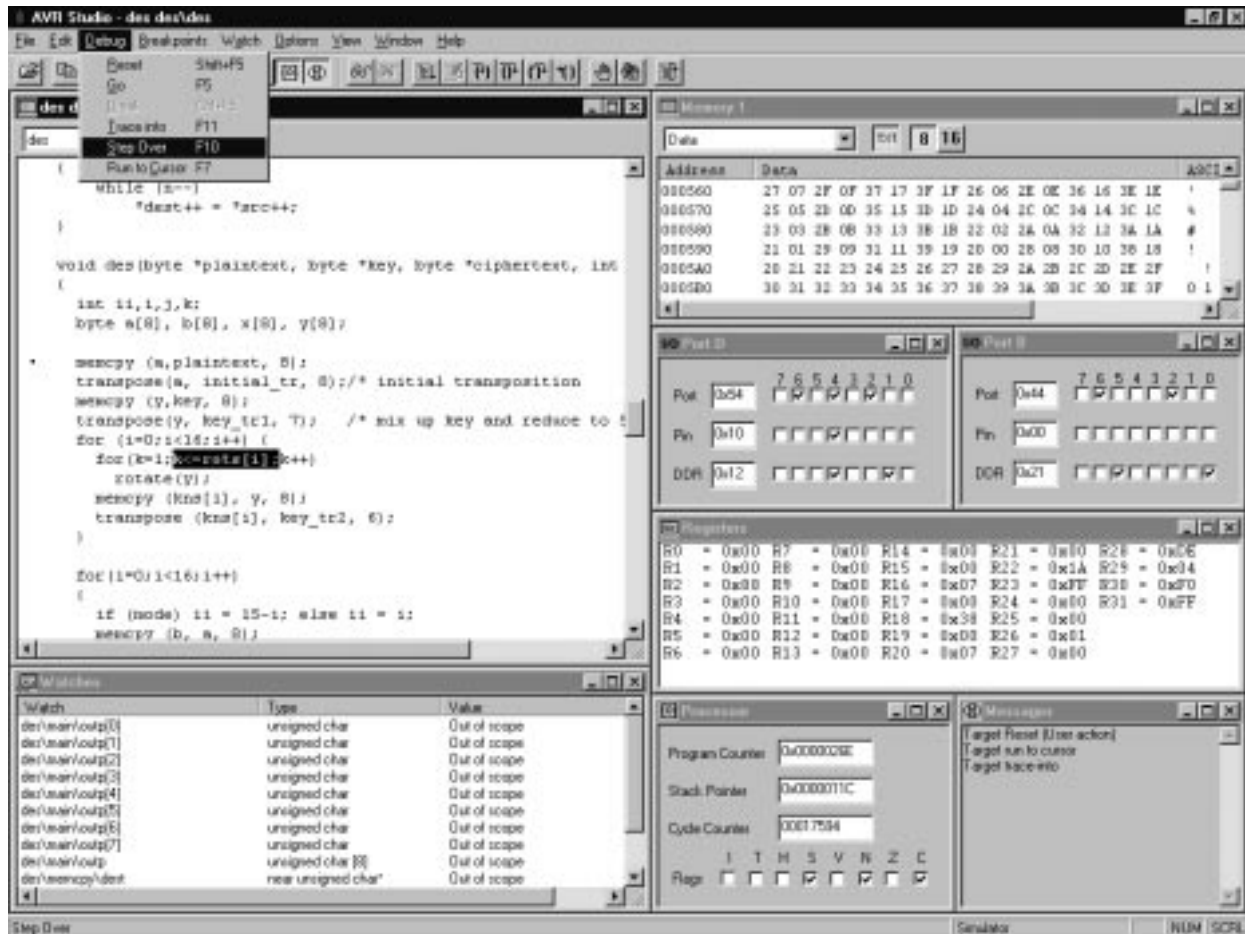 AVR Studio - des des\des
File Edit Debug Breakpoints Watch Options View Window Help
Reset Shift+F5
Go F5
Break Ctrl+F5
Trace into F11
Step Over F10
Run to Cursor F7
des d
des
{
while (n--)
*dest++ = *src++;
}
void des(byte *plaintext, byte *key, byte *ciphertext, int
{
int ii,i,j,k;
byte a[8], b[8], x[8], y[8];
memcpy (a,plaintext, 8);
transpose(a, initial_tr, 8);/* initial transposition
memcpy (y,key, 8);
transpose(y, key_tr1, 7); /* mix up key and reduce to 5
for (i=0;i<16;i++) {
for(k=1;k<=rots[i];k++)
rotate(y);
memcpy (kns[i], y, 8);
transpose (kns[i], key_tr2, 6);
}
for(i=0;i<16;i++)
{
if (mode) ii = 15-i; else ii = i;
memcpy (b, a, 8);
Memory 1
Data
Ext 8 16
Address Data ASCI
000560 27 07 2F 0F 37 17 3F 1F 26 06 2E 0E 36 16 3E 1E '
000570 25 05 2D 0D 35 15 3D 1D 24 04 2C 0C 34 14 3C 1C %
000580 23 03 2B 0B 33 13 3B 1B 22 02 2A 0A 32 12 3A 1A #
000590 21 01 29 09 31 11 39 19 20 00 28 08 30 10 38 18 !
0005A0 20 21 22 23 24 25 26 27 28 29 2A 2B 2C 2D 2E 2F !
0005B0 30 31 32 33 34 35 36 37 38 39 3A 3B 3C 3D 3E 3F 0 1
I/O Port D
7 6 5 4 3 2 1 0
Port 0x54
Pin 0x10
DDR 0x12
I/O Port B
7 6 5 4 3 2 1 0
Port 0x44
Pin 0x00
DDR 0x21
Registers
R0 = 0x00 R7 = 0x00 R14 = 0x00 R21 = 0x00 R28 = 0xDE
R1 = 0x00 R8 = 0x00 R15 = 0x00 R22 = 0x1A R29 = 0x04
R2 = 0x00 R9 = 0x00 R16 = 0x07 R23 = 0xFF R30 = 0xF0
R3 = 0x00 R10 = 0x00 R17 = 0x00 R24 = 0x00 R31 = 0xFF
R4 = 0x00 R11 = 0x00 R18 = 0x38 R25 = 0x00
R5 = 0x00 R12 = 0x00 R19 = 0x00 R26 = 0x01
R6 = 0x00 R13 = 0x00 R20 = 0x07 R27 = 0x00
Watches
Watch Type Value
des\main\outp[0] unsigned char Out of scope
des\main\outp[1] unsigned char Out of scope
des\main\outp[2] unsigned char Out of scope
des\main\outp[3] unsigned char Out of scope
des\main\outp[4] unsigned char Out of scope
des\main\outp[5] unsigned char Out of scope
des\main\outp[6] unsigned char Out of scope
des\main\outp[7] unsigned char Out of scope
des\main\outp unsigned char [8] Out of scope
des\memcpy\dest near unsigned char* Out of scope
Processor
Program Counter 0x0000026E
Stack Pointer 0x0000011C
Cycle Counter 00017594
I T H S V N Z C
Flags
Messages
Target Reset (User action)
Target run to cursor
Target trace-into
Step Over
Simulator NUM SCRL